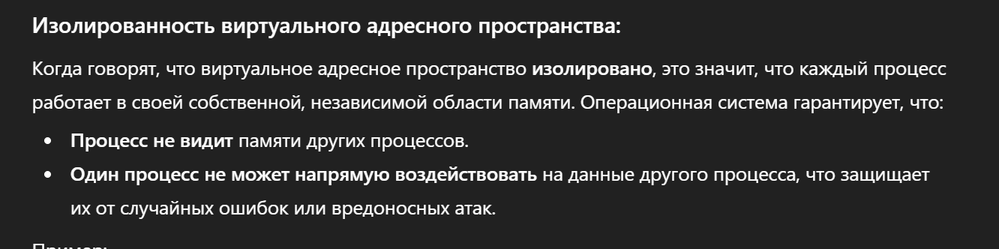 Изолированность виртуального адресного пространства:
Когда говорят, что виртуальное адресное пространство изолировано, это значит, что каждый процесс
работает в своей собственной, независимой области памяти. Операционная система гарантирует, что:
• Процесс не видит памяти других процессов.
• Один процесс не может напрямую воздействовать на данные другого процесса, что защищает
их от случайных ошибок или вредоносных атак.
Пример: